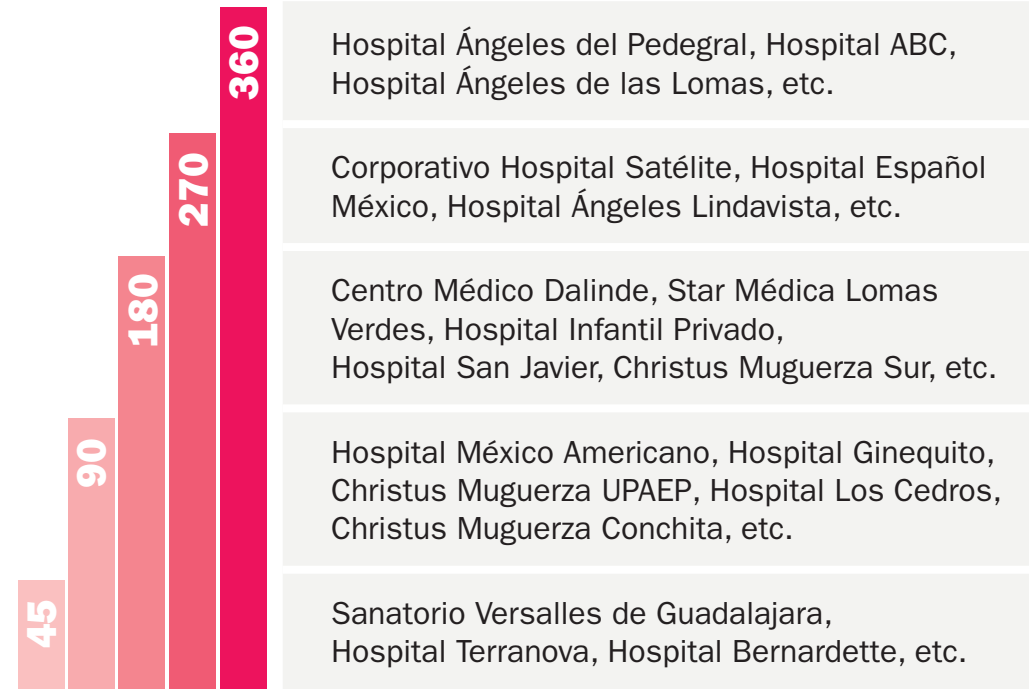 360
Hospital Ángeles del Pedegral, Hospital ABC,
Hospital Ángeles de las Lomas, etc.
270
Corporativo Hospital Satélite, Hospital Español
México, Hospital Ángeles Lindavista, etc.
180
Centro Médico Dalinde, Star Médica Lomas
Verdes, Hospital Infantil Privado,
Hospital San Javier, Christus Muguerza Sur, etc.
90
Hospital México Americano, Hospital Ginequito,
Christus Muguerza UPAEP, Hospital Los Cedros,
Christus Muguerza Conchita, etc.
45
Sanatorio Versalles de Guadalajara,
Hospital Terranova, Hospital Bernardette, etc.